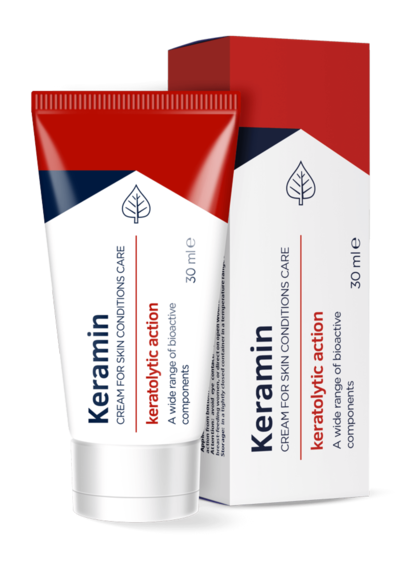 Keramin
CREAM FOR SKIN CONDITIONS CARE
keratolytic action
A wide range of bioactive
components
30 ml e
Keramin
CREAM FOR SKIN CONDITIONS CARE
keratolytic action
A wide range of bioactive
components
30 ml e